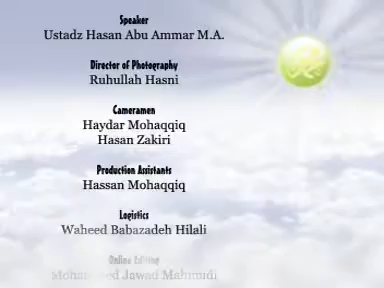 Speaker
Ustadz Hasan Abu Ammar M.A.
Director of Photography
Ruhullah Hasni
Cameramen
Haydar Mohaqqiq
Hasan Zakiri
Production Assistants
Hassan Mohaqqiq
Logistics
Waheed Babazadeh Hilali
Online Editing
Jawad